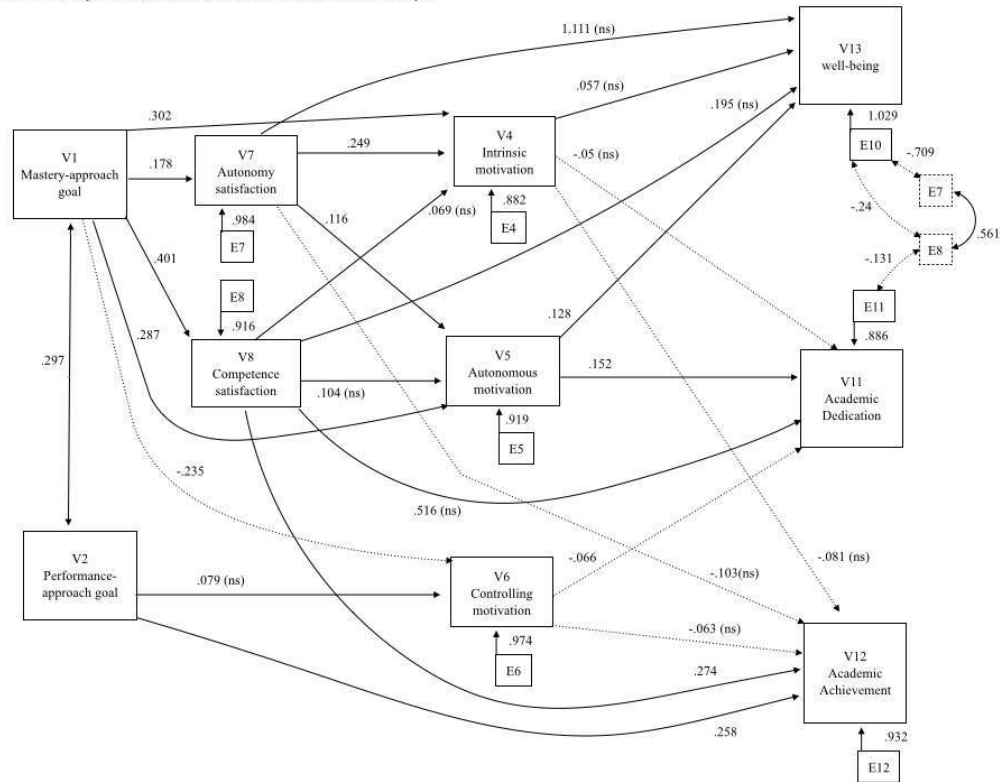 1.111 (ns)
V13
well-being
.057 (ns)
.302
.195 (ns)
1.029
V1
Mastery-approach
goal
.178
V7
Autonomy
satisfaction
.249
V4
Intrinsic
motivation
-.05 (ns)
E10
-.709
E7
.069 (ns)
.882
.984
.116
E4
-.24
E7
.401
.561
E8
-.131
E8
E11
.916
.128
.886
.287
.297
V8
Competence
satisfaction
V5
Autonomous
motivation
.152
V11
Academic
Dedication
.104 (ns)
.919
E5
-.235
.516 (ns)
V2
Performance-
approach goal
-.066
-.081 (ns)
.079 (ns)
V6
Controlling
motivation
-.103(ns)
-.063 (ns)
.974
V12
Academic
Achievement
E6
.274
.258
.932
E12